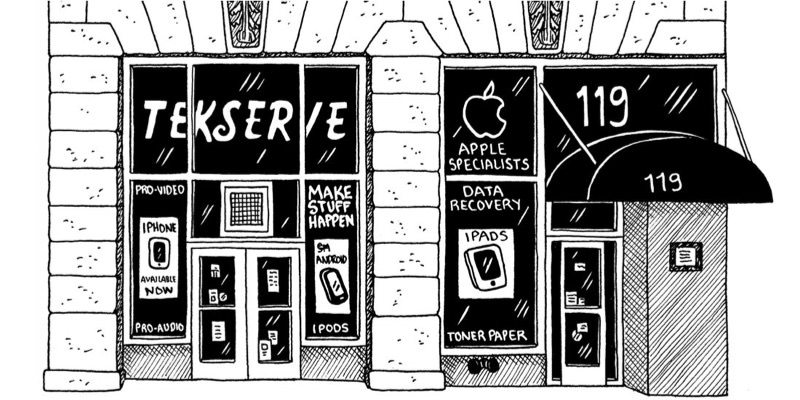 TEKSERVE
PRO-VIDEO
IPHONE
AVAILABLE
NOW
PRO-AUDIO
MAKE
STUFF
HAPPEN
ANDROID
IPODS
APPLE
SPECIALISTS
DATA
RECOVERY
IPADS
TONER PAPER
119
119